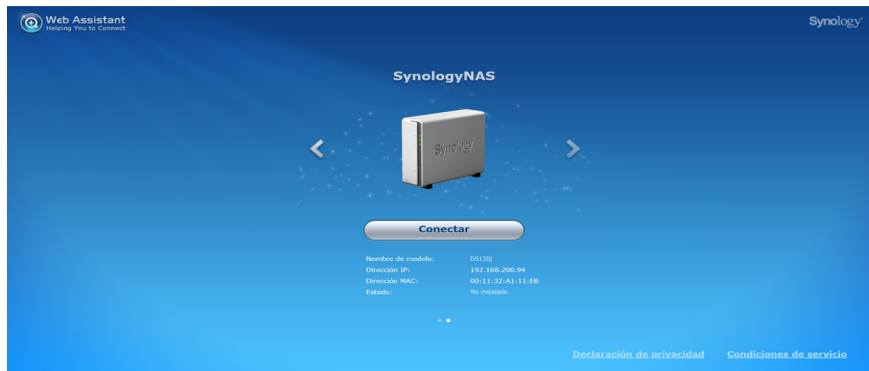 Web Assistant
Helping You to Connect
Synology
SynologyNAS
Synology
Conectar
Nombre de modelo: DS120j
Dirección IP: 192.168.200.94
Dirección MAC: 00:11:32:A1:11:EB
Estado: No instalado
Declaración de privacidad Condiciones de servicio